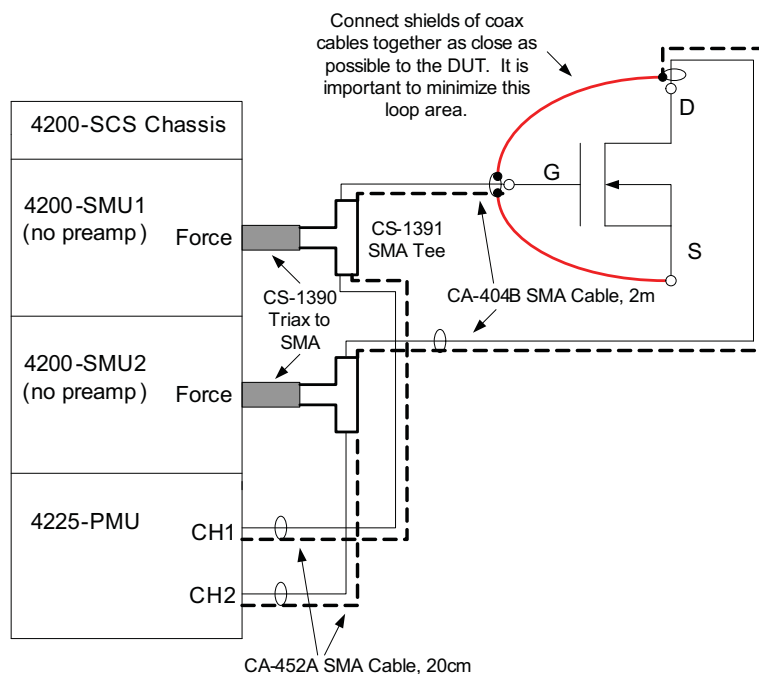 Connect shields of coax
cables together as close as
possible to the DUT.  It is
important to minimize this
loop area.
4200-SCS Chassis
4200-SMU1
(no preamp)
Force
CS-1391
SMA Tee
G
D
S
CS-1390
Triax to
SMA
CA-404B SMA Cable, 2m
4200-SMU2
(no preamp)
Force
4225-PMU
CH1
CH2
CA-452A SMA Cable, 20cm